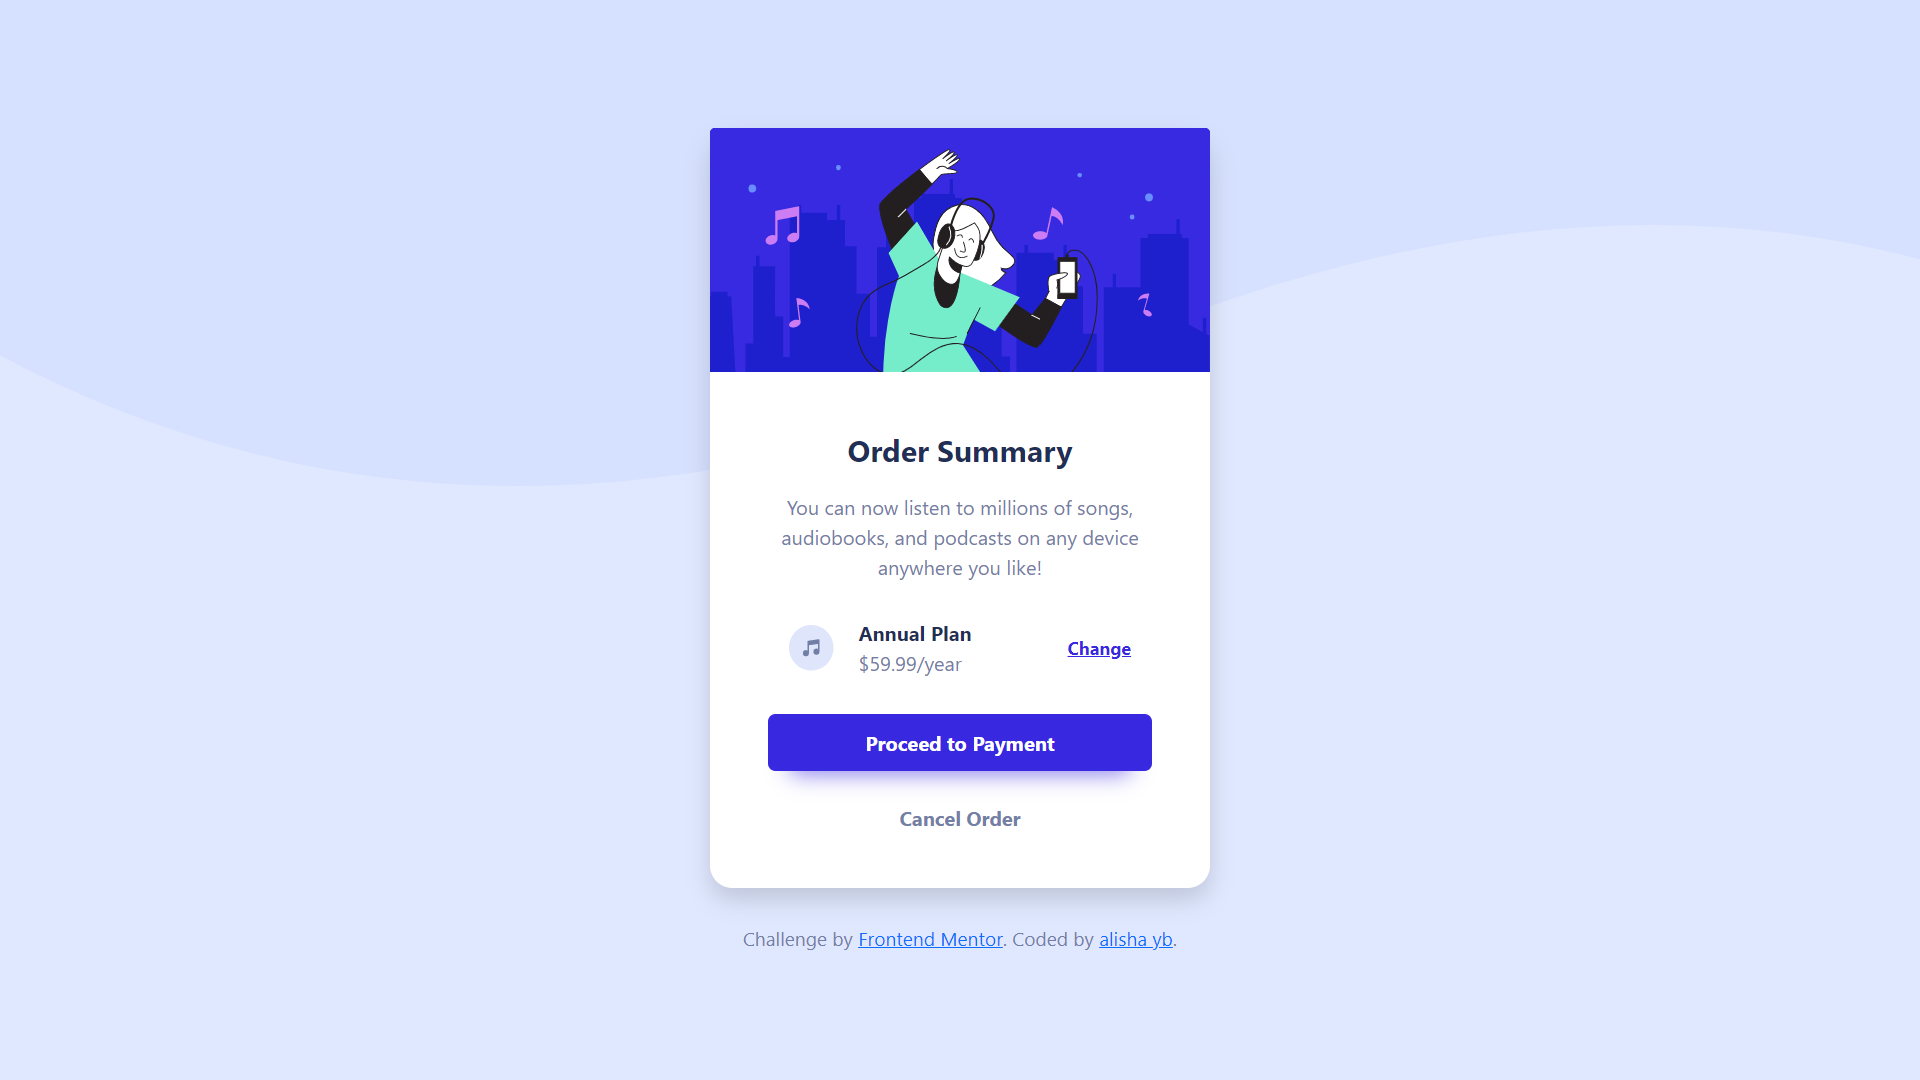 Order Summary
You can now listen to millions of songs,
audiobooks, and podcasts on any device
anywhere you like!
Annual Plan
$59.99/year
Change
Proceed to Payment
Cancel Order
Challenge by Frontend Mentor. Coded by alisha yb.